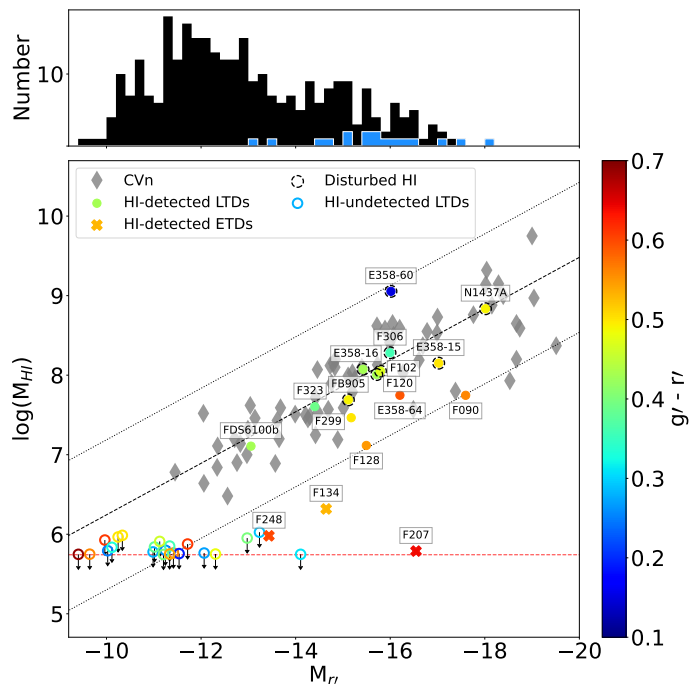 Number
10
CVn
HI-detected LTDs
HI-detected ETDs
Disturbed HI
HI-undetected LTDs
E358-60
N1437A
F306
E358-16
E358-15
F102
FB905
F120
F323
E358-64
F090
F299
FDS6100b
F128
F134
F248
F207
log(M_{HI})
10
9
8
7
6
5
−10
−12
−14
−16
−18
−20
M_{r′}
0.7
0.6
0.5
0.4
0.3
0.2
0.1
g′ - r′